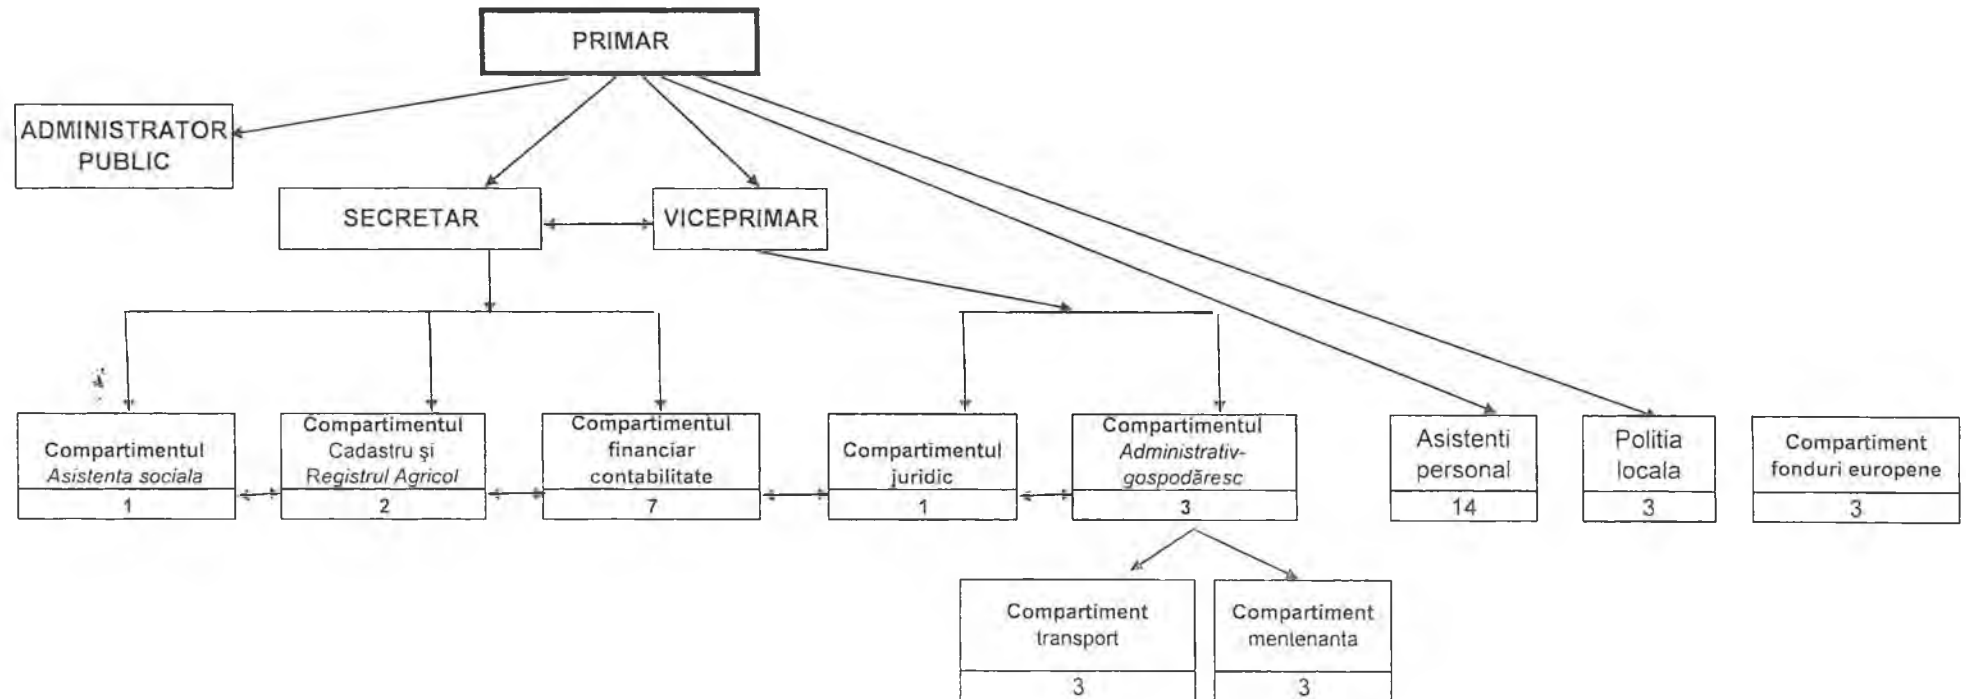 PRIMAR
ADMINISTRATOR
PUBLIC
SECRETAR
VICEPRIMAR
Compartimentul
Asistenta sociala
1
Compartimentul
Cadastru şi
Registrul Agricol
2
Compartimentul
financiar
contabilitate
7
Compartimentul
juridic
1
Compartimentul
Administrativ-
gospodăresc
3
Asistenti
personal
14
Politia
locala
3
Compartiment
fonduri europene
3
Compartiment
transport
3
Compartiment
mentenanta
3